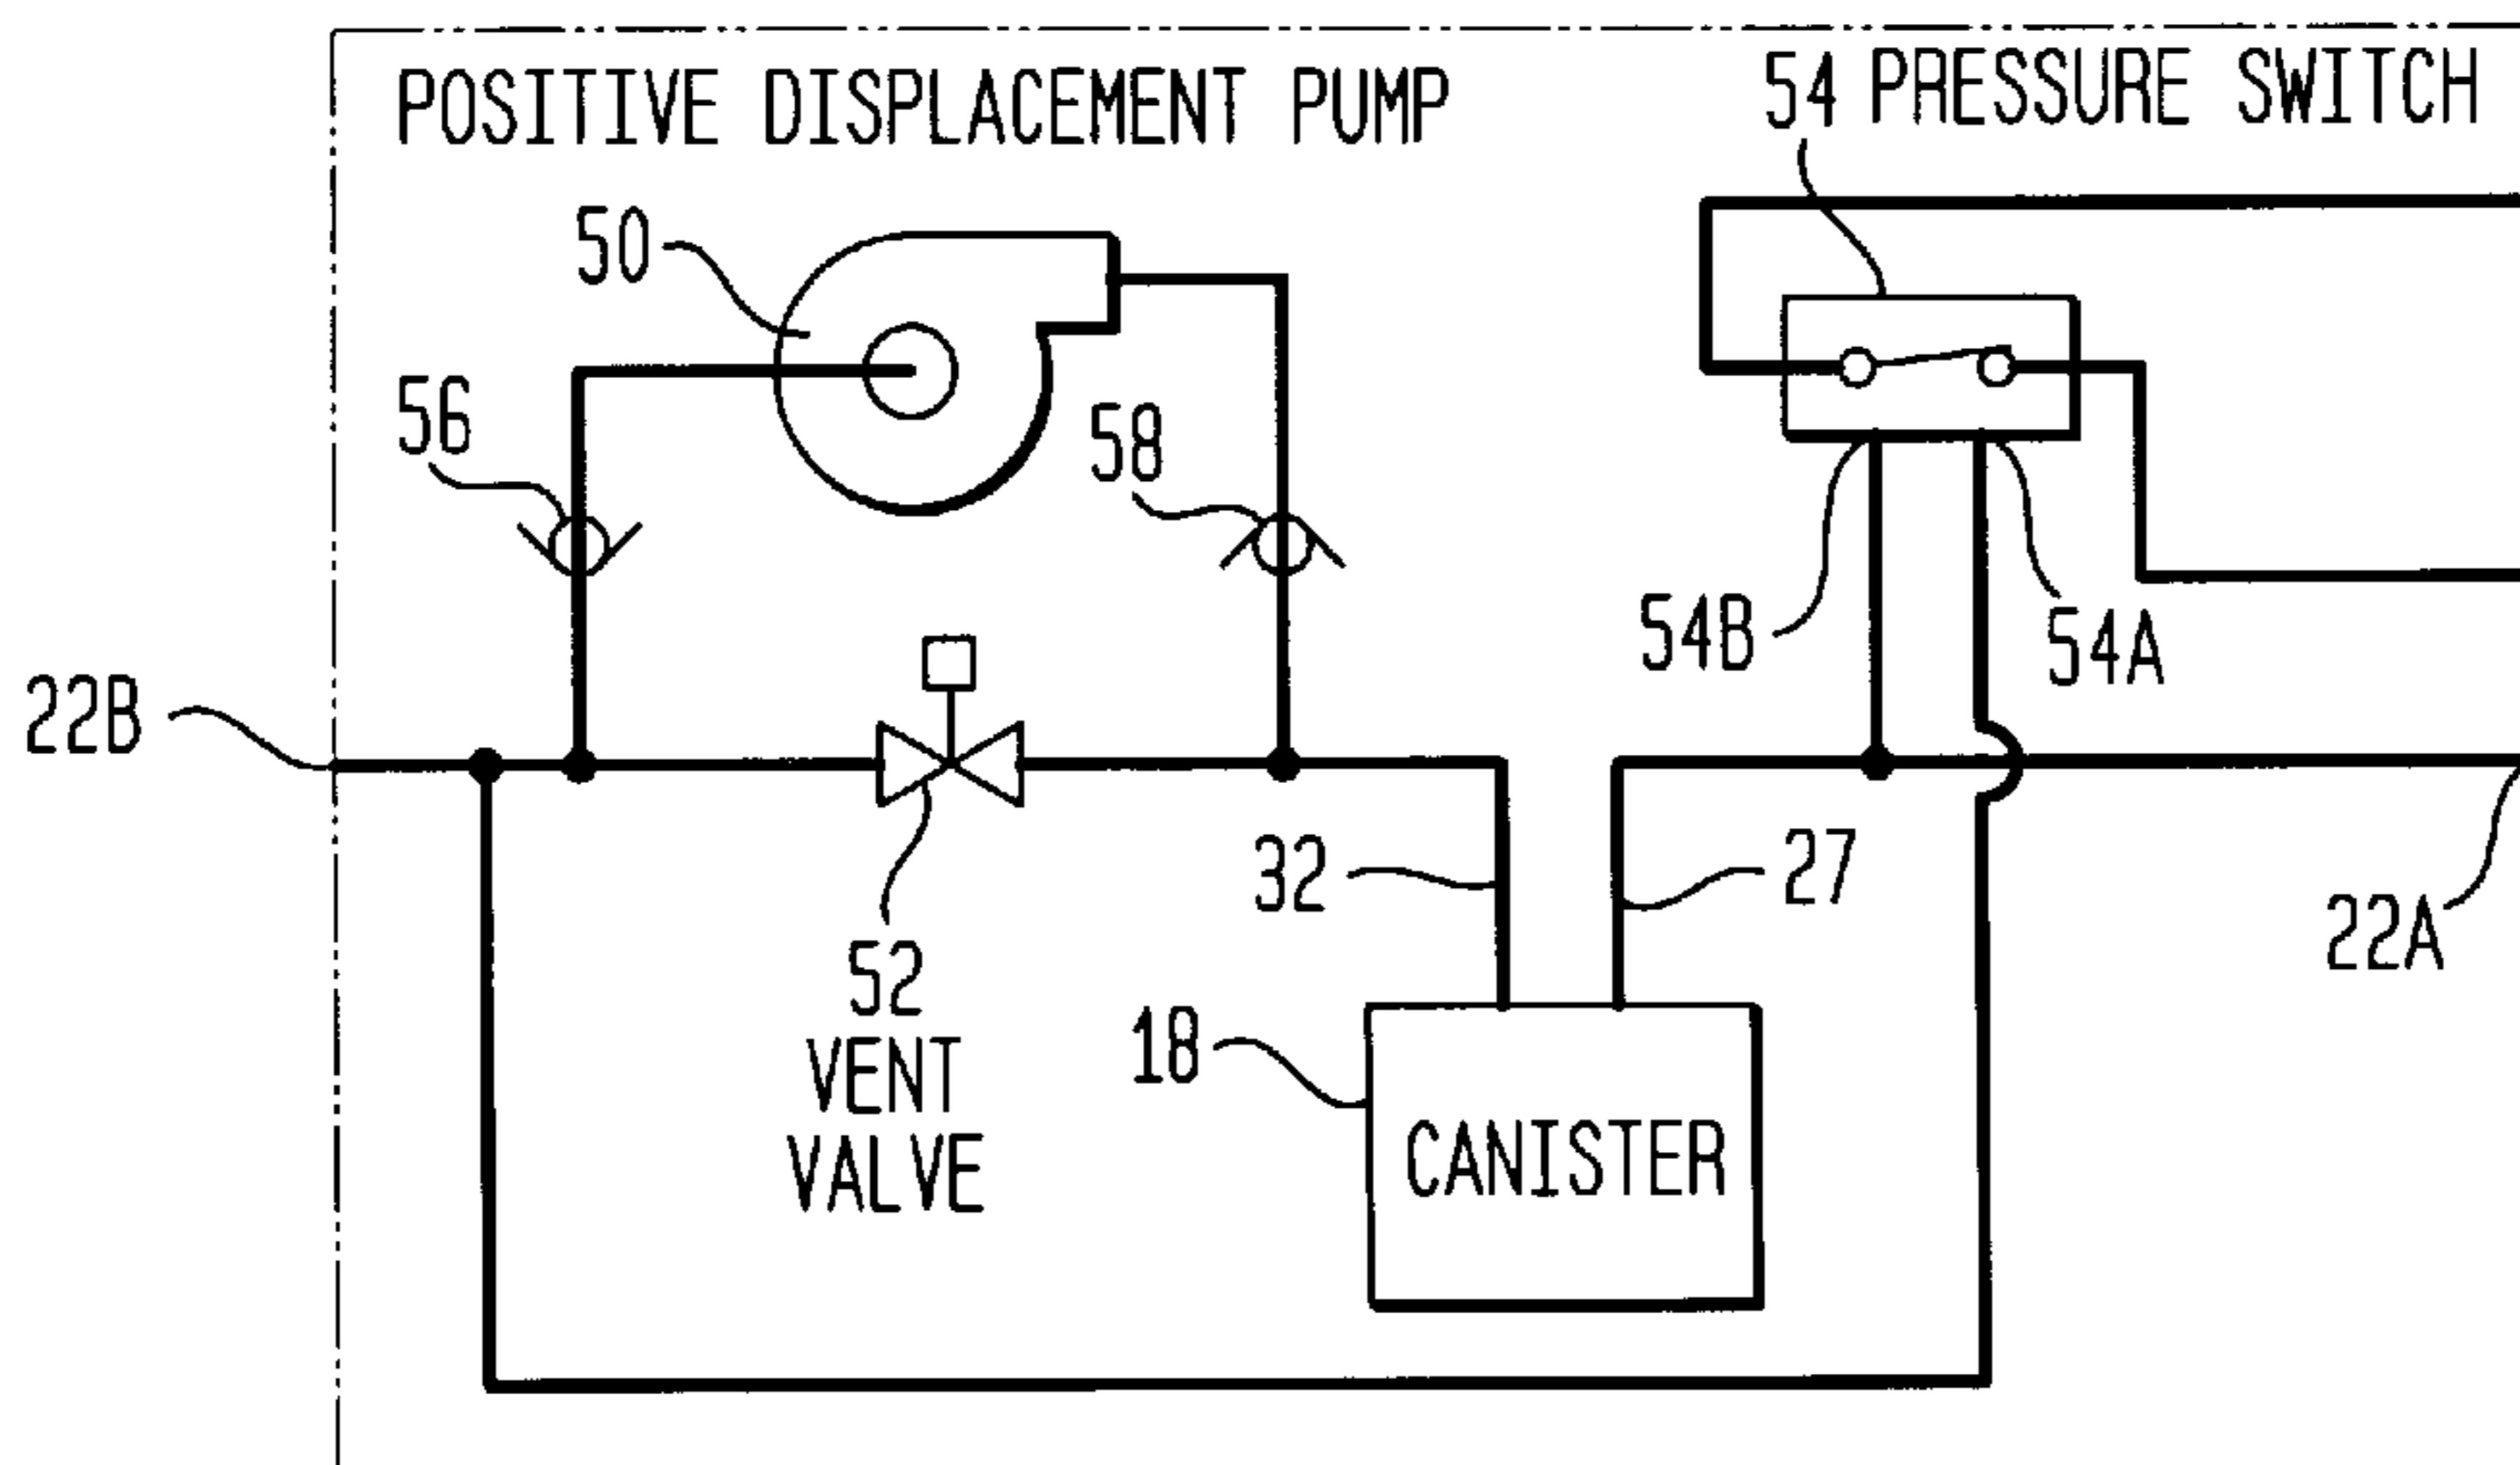 POSITIVE DISPLACEMENT PUMP
54 PRESSURE SWITCH
50
56
58
54B
54A
22B
32
27
22A
52
VENT
VALVE
18
CANISTER